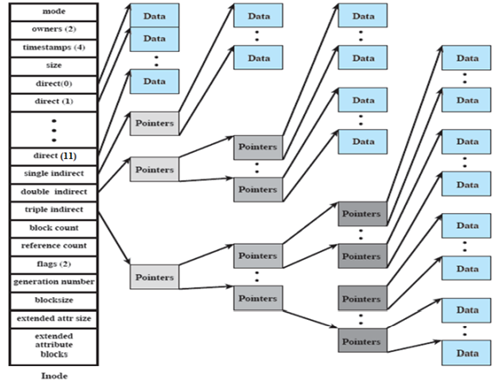 mode
owners (2)
timestamps (4)
size
direct(0)
direct (1)
direct (11)
single indirect
double indirect
triple indirect
block count
reference count
flags (2)
generation number
blocksize
extended attr size
extended
attribute
blocks
Inode
Data
Data
Data
Pointers
Pointers
Pointers
Data
Data
Pointers
Pointers
Pointers
Pointers
Data
Data
Data
Data
Pointers
Pointers
Pointers
Pointers
Data
Data
Data
Data
Data
Data
Data
Data